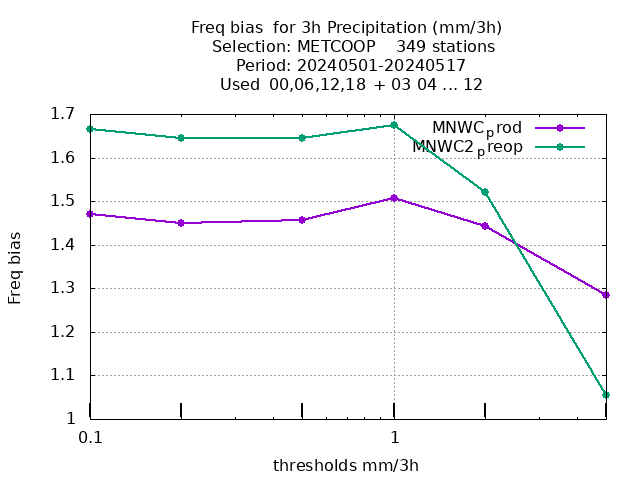 Freq bias  for 3h Precipitation (mm/3h)
Selection: METCOOP    349 stations
Period: 20240501-20240517
Used  00,06,12,18  + 03 04 ... 12
MNWC_prod
MNWC2_preop
1.7
1.6
1.5
1.4
1.3
1.2
1.1
1
Freq bias
0.1
1
thresholds mm/3h